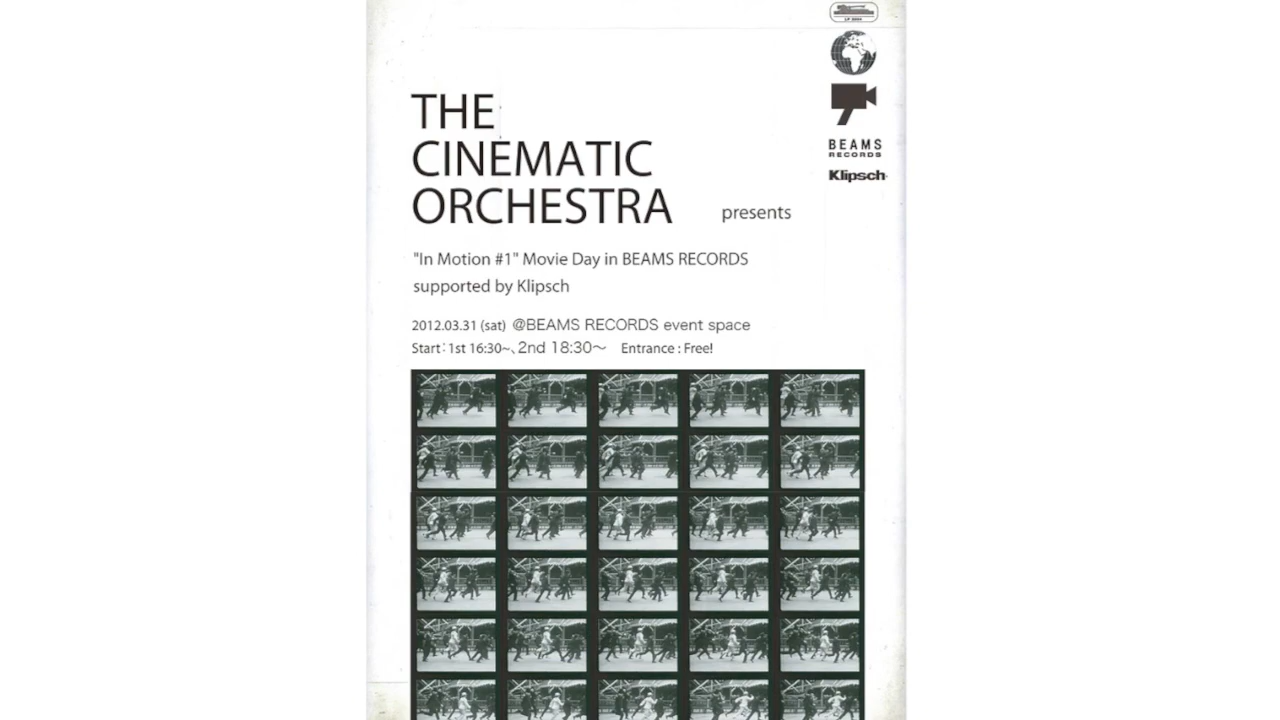 THE
CINEMATIC
ORCHESTRA
presents
"In Motion #1" Movie Day in BEAMS RECORDS
supported by Klipsch
2012.03.31 (sat) @BEAMS RECORDS event space
Start：1st 16:30~、2nd 18:30〜 Entrance : Free!
BEAMS
RECORDS
Klipsch